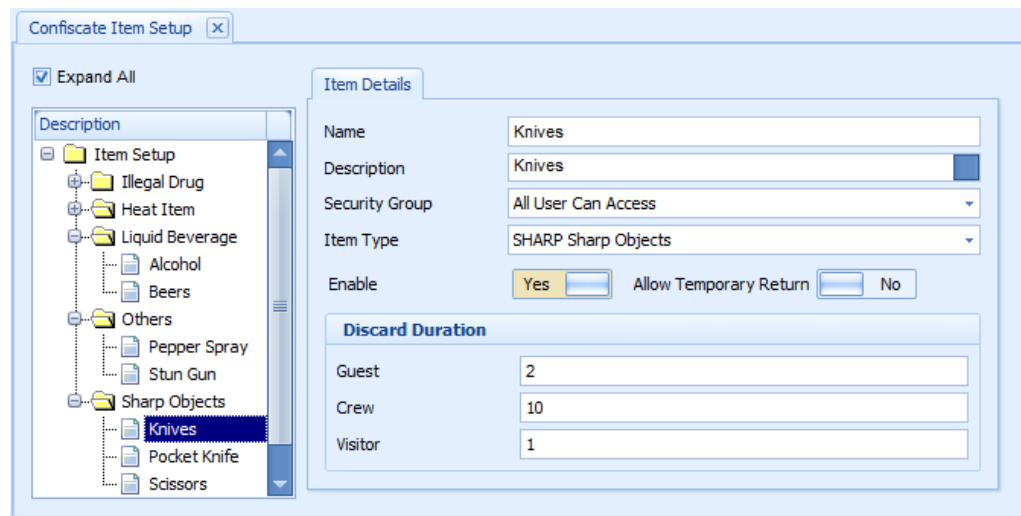 Confiscate Item Setup
Expand All
Description
Item Setup
Illegal Drug
Heat Item
Liquid Beverage
Alcohol
Beers
Others
Pepper Spray
Stun Gun
Sharp Objects
Knives
Pocket Knife
Scissors
Item Details
Name Knives
Description Knives
Security Group All User Can Access
Item Type SHARP Sharp Objects
Enable Yes Allow Temporary Return No
Discard Duration
Guest 2
Crew 10
Visitor 1